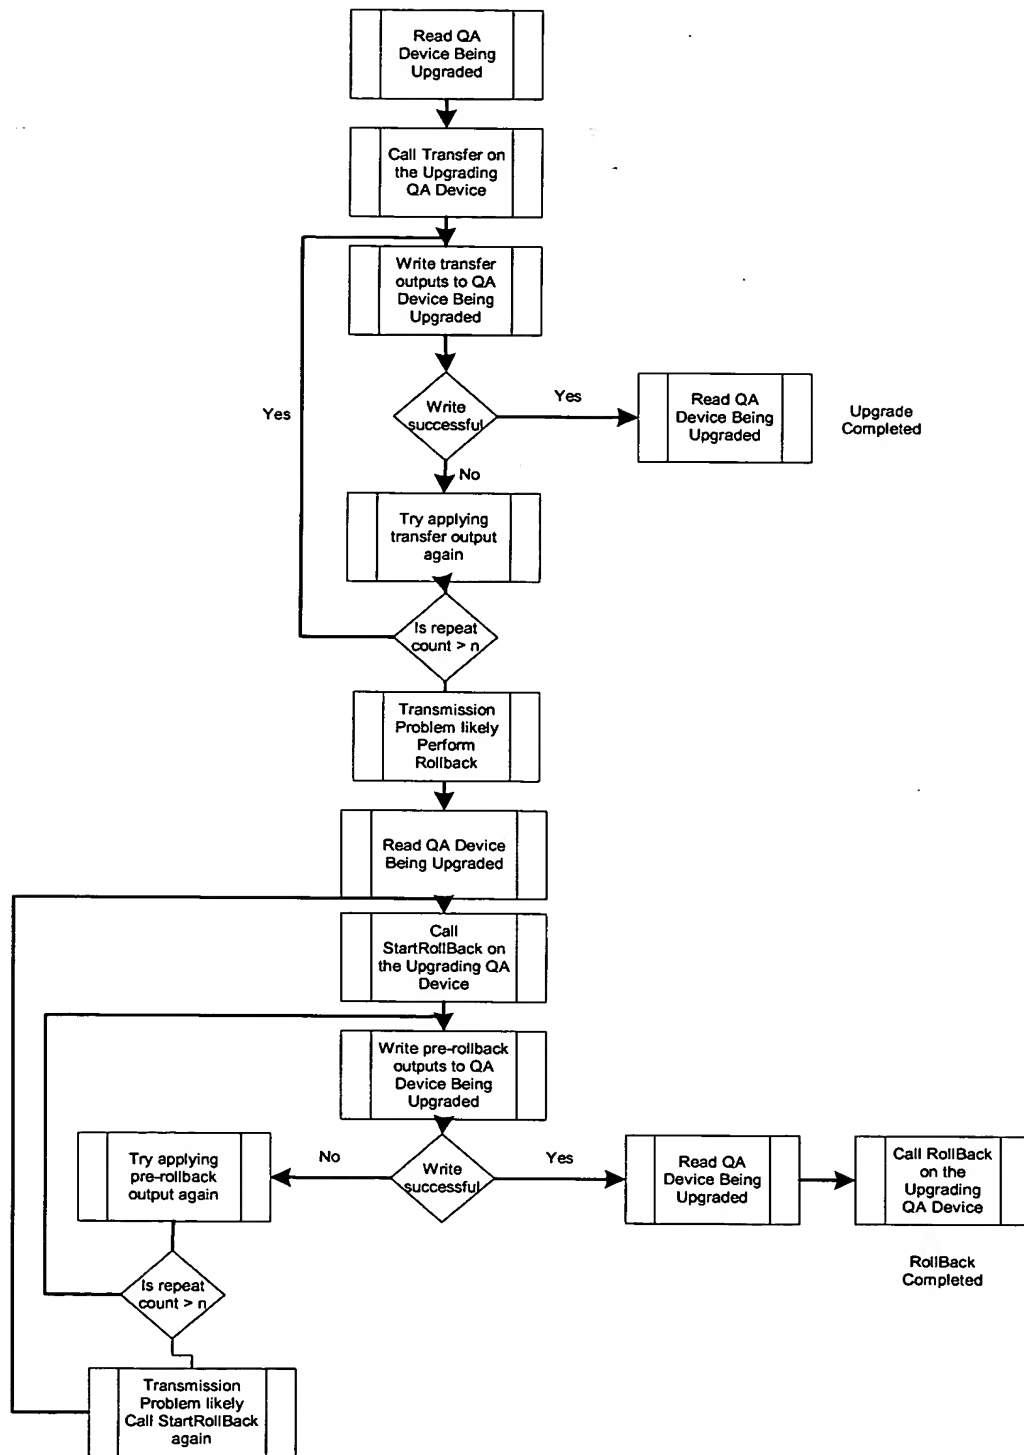 Read QA
Device Being
Upgraded
Call Transfer on
the Upgrading
QA Device
Write transfer
outputs to QA
Device Being
Upgraded
Yes
Write
successful
Yes
Read QA
Device Being
Upgraded
Upgrade
Completed
No
Try applying
transfer output
again
Is repeat
count > n
Transmission
Problem likely
Perform
Rollback
Read QA Device
Being Upgraded
Call
StartRollBack on
the Upgrading QA
Device
Write pre-rollback
outputs to QA
Device Being
Upgraded
Try applying
pre-rollback
output again
No
Write
successful
Yes
Read QA
Device Being
Upgraded
Call RollBack
on the
Upgrading
QA Device
RollBack
Completed
Is repeat
count > n
Transmission
Problem likely
Call StartRollBack
again